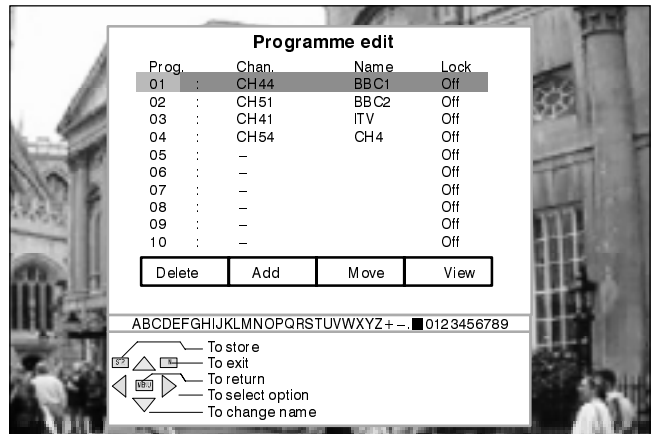 Programme edit
Prog. Chan. Name Lock
01 : CH44 BBC1 Off
02 : CH51 BBC2 Off
03 : CH41 ITV Off
04 : CH54 CH4 Off
05 : – Off
06 : – Off
07 : – Off
08 : – Off
09 : – Off
10 : – Off
Delete Add Move View
ABCDEFGHIJKLMNOPQRSTUVWXYZ+–.■0123456789
To store
STR N To exit
MENU To return
To select option
To change name